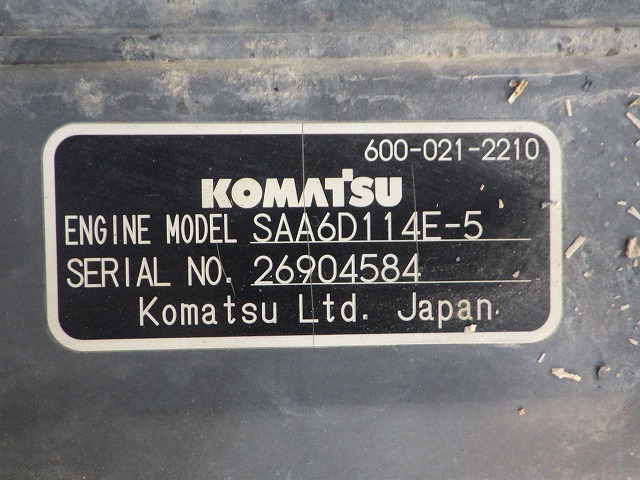 600-021-2210
KOMATSU
ENGINE MODEL SAA6D114E-5
SERIAL NO. 26904584
Komatsu Ltd. Japan